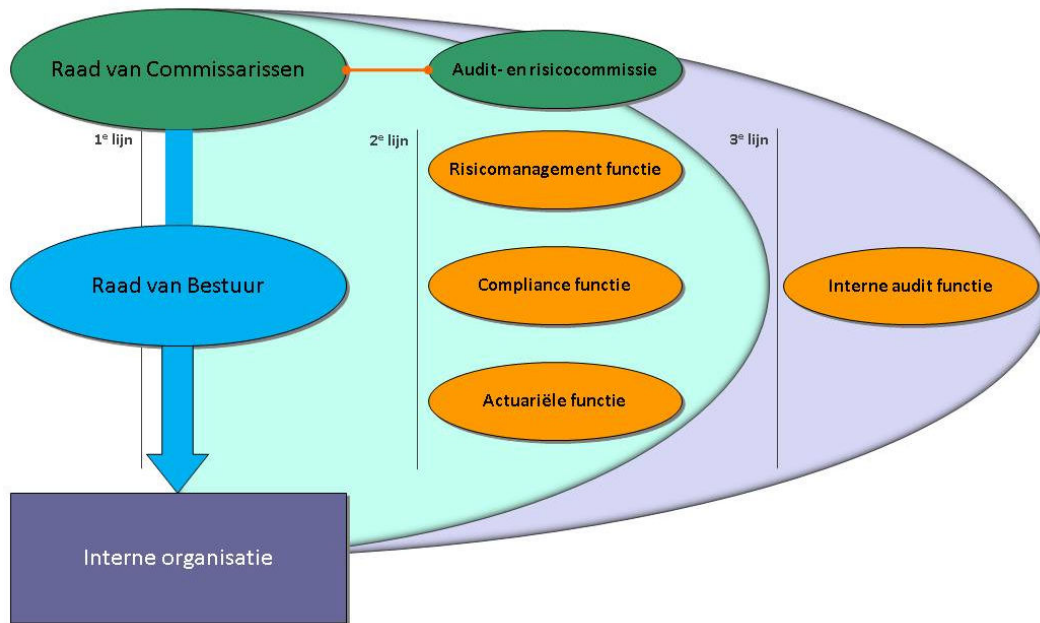 Raad van Commissarissen
Audit- en risicocommissie
1e lijn
2e lijn
3e lijn
Risicomanagement functie
Raad van Bestuur
Compliance functie
Interne audit functie
Actuariële functie
Interne organisatie